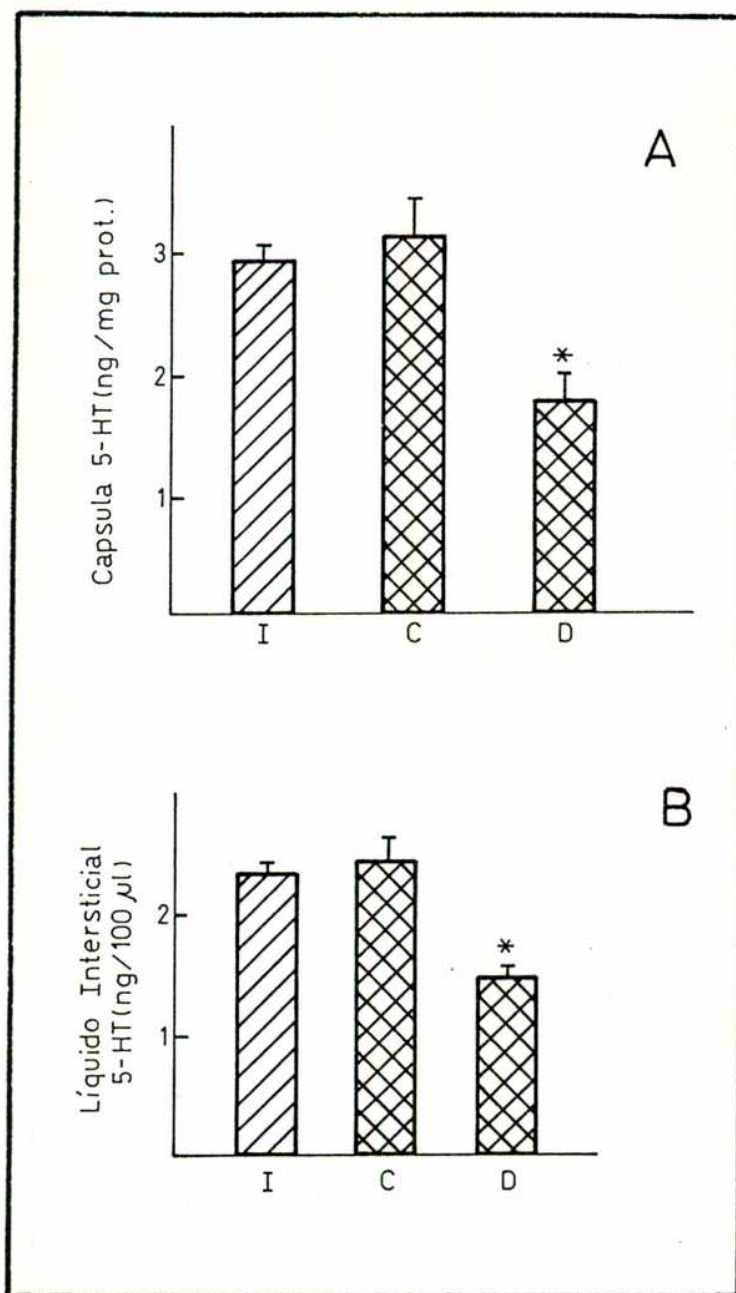 A
Capsula 5-HT(ng/mg prot.)
3
2
1
*
I C D
B
Líquido Intersticial
5-HT(ng/100 µl)
2
1
*
I C D